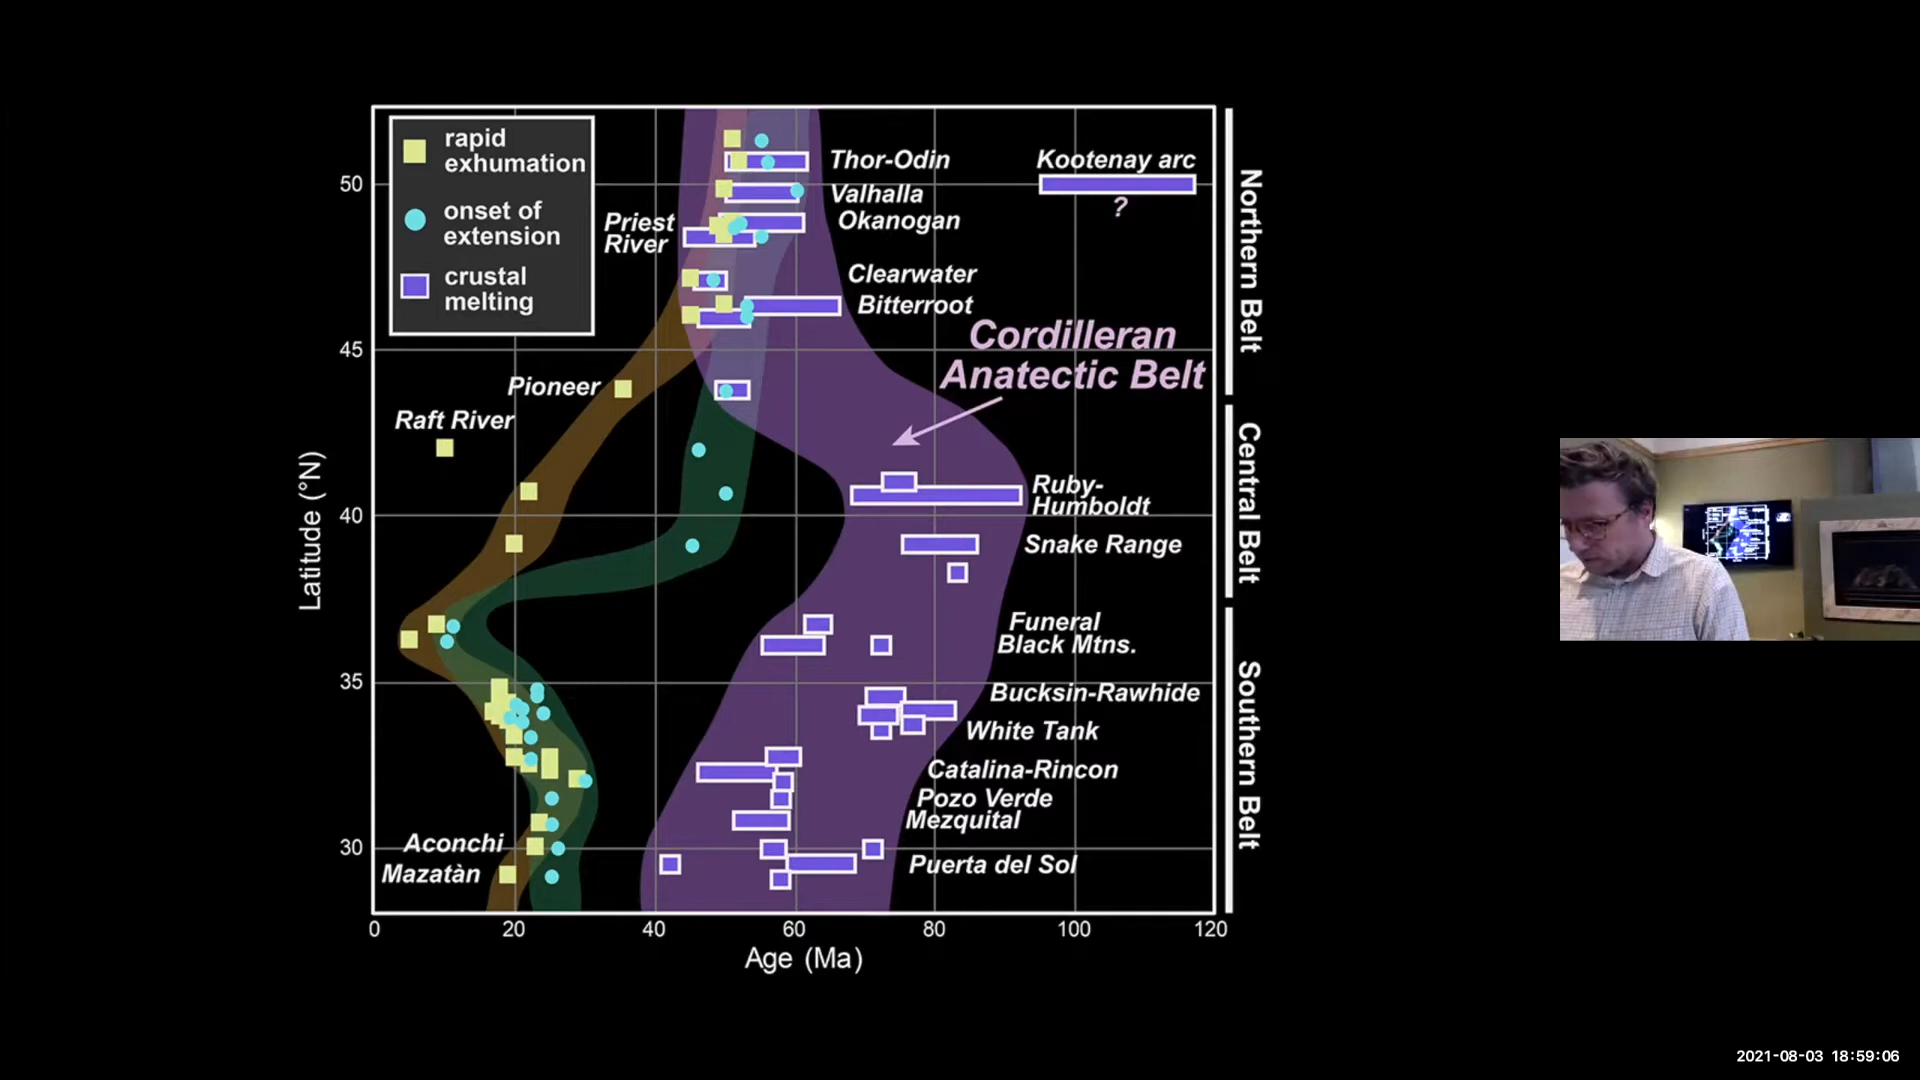 rapid
exhumation
onset of
extension
crustal
melting
Thor-Odin
Kootenay arc
?
Valhalla
Okanogan
Priest
River
Clearwater
Bitterroot
Cordilleran
Anatectic Belt
Pioneer
Raft River
Ruby-
Humboldt
Snake Range
Funeral
Black Mtns.
Bucksin-Rawhide
White Tank
Catalina-Rincon
Pozo Verde
Mezquital
Aconchi
Mazatàn
Puerta del Sol
50
45
40
35
30
Latitude (°N)
0 20 40 60 80 100 120
Age (Ma)
Northern Belt
Central Belt
Southern Belt
2021-08-03 18:59:06